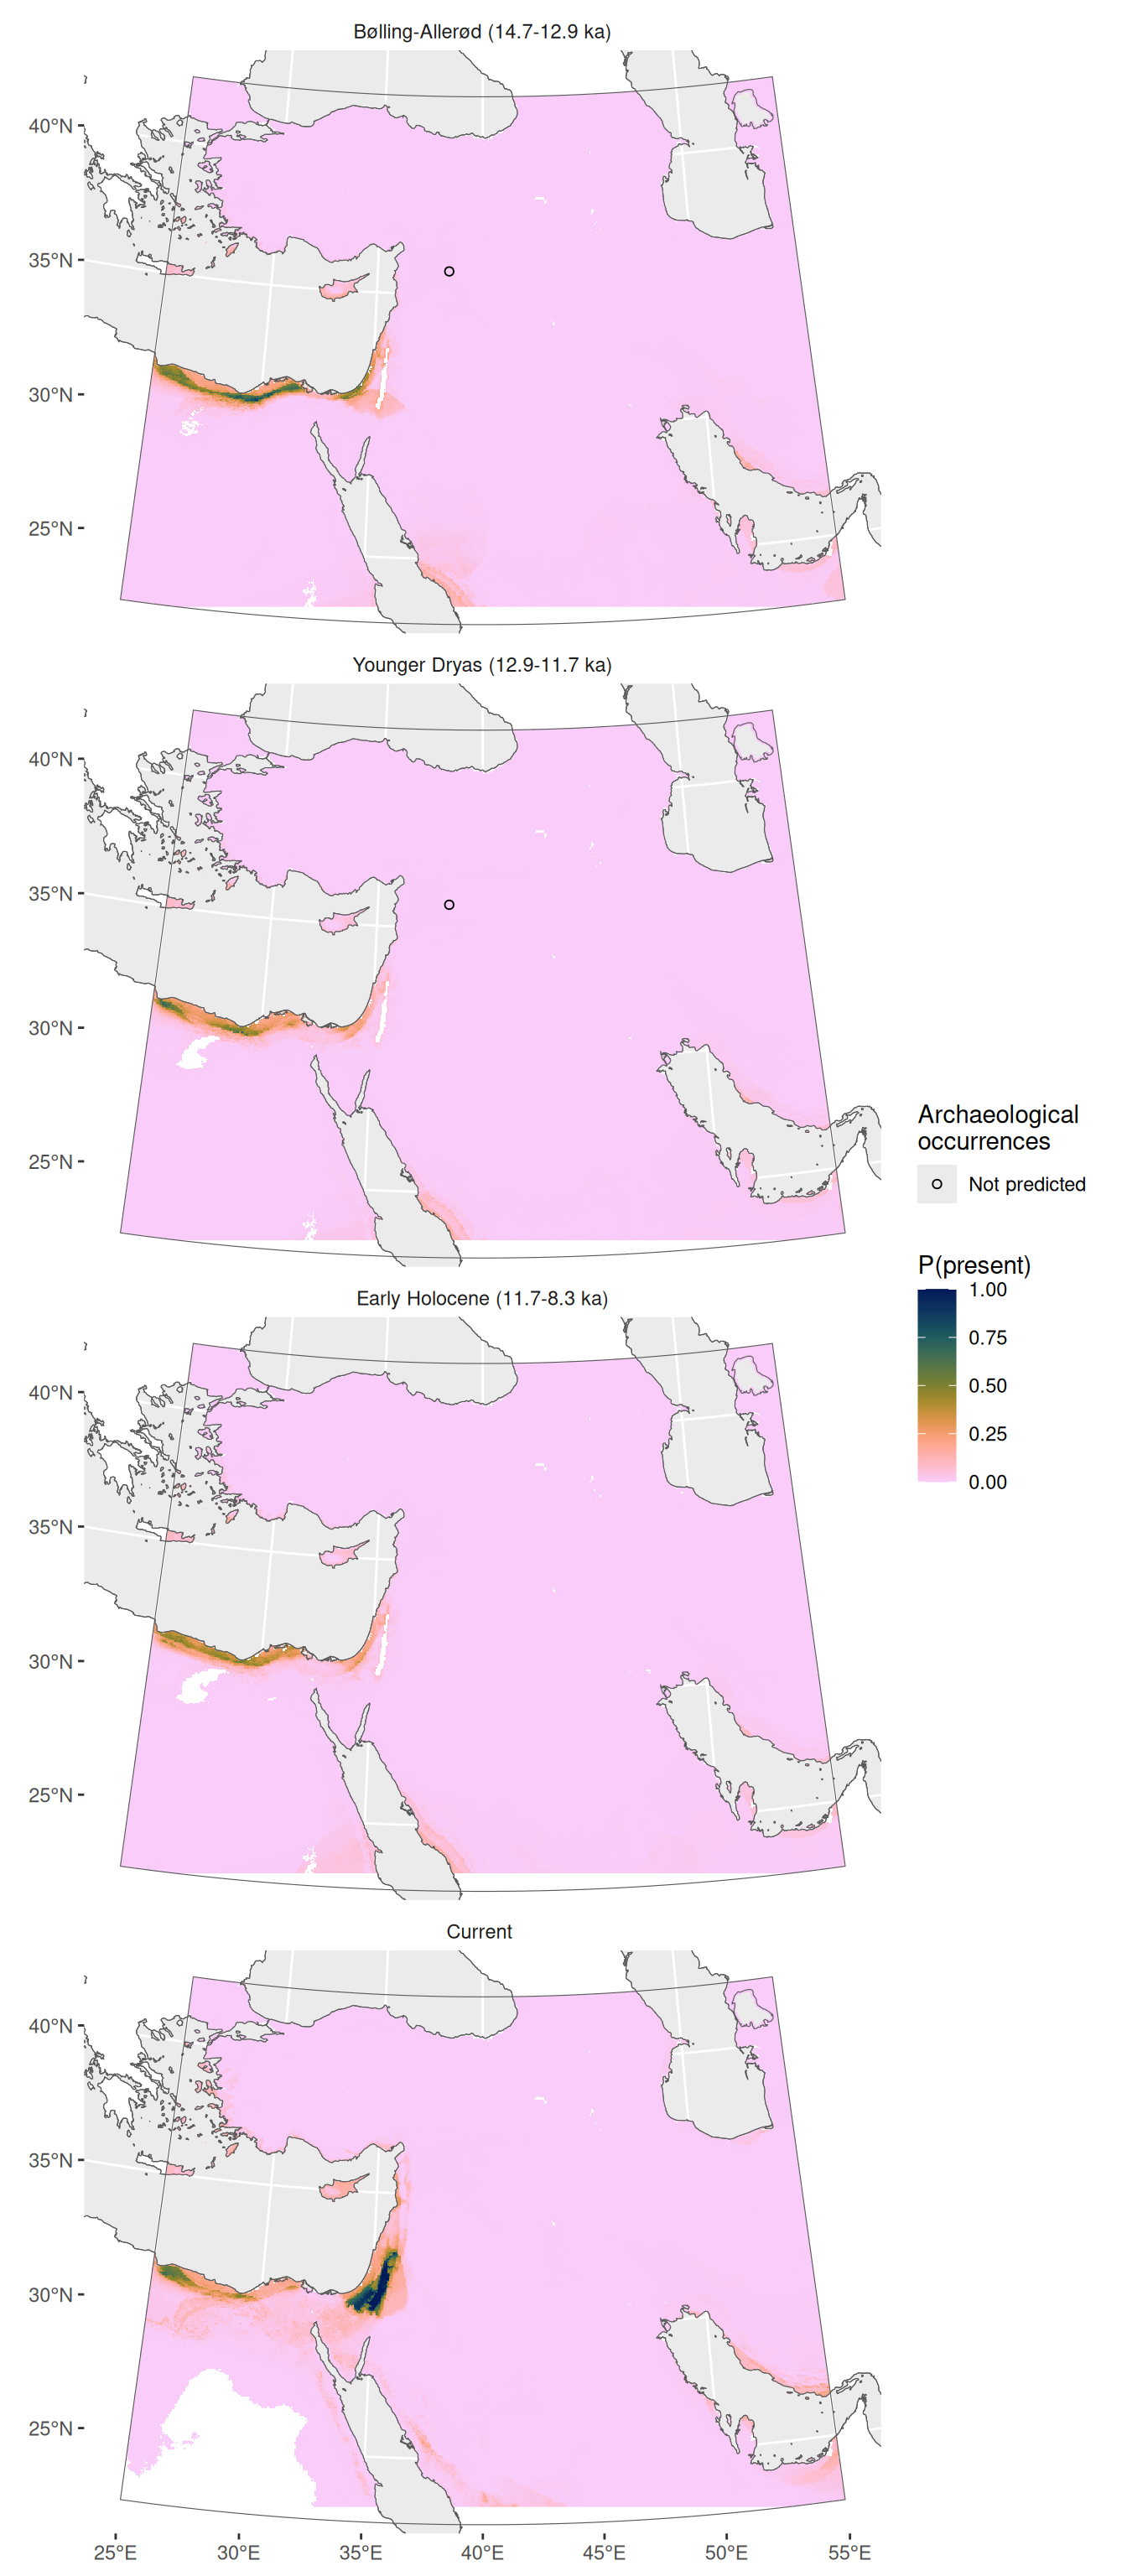 Bølling-Allerød (14.7-12.9 ka)
40°N
35°N
30°N
25°N
Younger Dryas (12.9-11.7 ka)
40°N
35°N
30°N
25°N
Archaeological
occurrences
Not predicted
P(present)
1.00
0.75
0.50
0.25
0.00
Early Holocene (11.7-8.3 ka)
40°N
35°N
30°N
25°N
Current
40°N
35°N
30°N
25°N
25°E 30°E 35°E 40°E 45°E 50°E 55°E